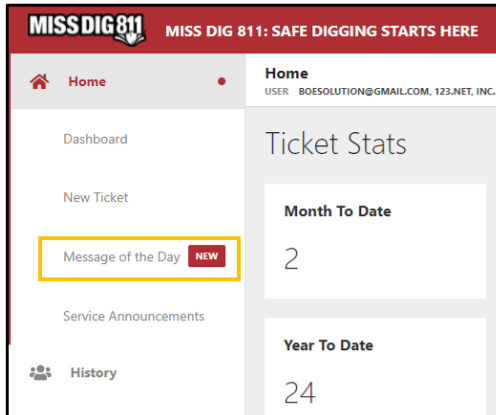 MISS DIG 811 MISS DIG 811: SAFE DIGGING STARTS HERE
Home
Dashboard
New Ticket
Message of the Day NEW
Service Announcements
History
Home
USER BOESOLUTION@GMAIL.COM, 123.NET, INC.
Ticket Stats
Month To Date
2
Year To Date
24